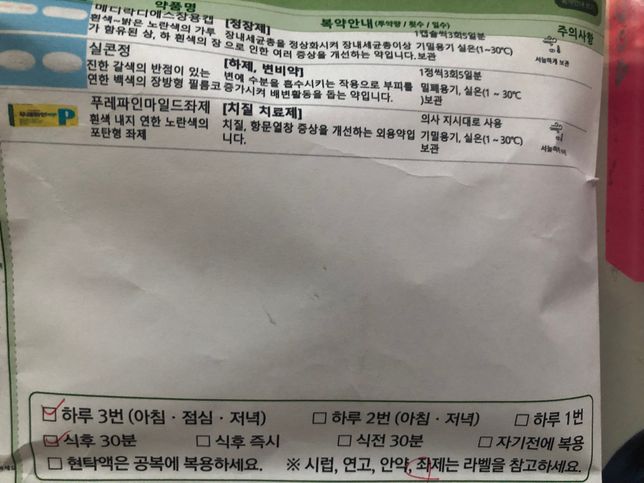 약품명 복약안내 (투약량 / 횟수 / 일수) 주의사항
메디락디에스장용캡 [정장제] 1캡슐씩3회5일분
흰색~밝은 노란색의 가루 장내세균총을 정상화시켜 장내세균총이상 기밀용기, 실온(1~30℃)
가 함유된 상, 하 흰색의 장 으로 인한 여러 증상을 개선하는 약입니다. 보관
서늘하게 보관
실콘정 [하제, 변비약] 1정씩3회5일분
진한 갈색의 반점이 있는 변에 수분을 흡수시키는 작용으로 부피를 밀폐용기, 실온(1~30℃
연한 백색의 장방형 필름코 증가시켜 배변활동을 돕는 약입니다. )보관
푸레파인마일드좌제 [치질 치료제] 의사 지시대로 사용
흰색 내지 연한 노란색의 치질, 항문열창 증상을 개선하는 외용약입 기밀용기, 실온(1~30℃)
포탄형 좌제 니다. 보관
하루 3번 (아침 · 점심 · 저녁) 하루 2번 (아침 · 저녁) 하루 1번
식후 30분 식후 즉시 식전 30분 자기전에 복용
현탁액은 공복에 복용하세요. ※ 시럽, 연고, 안약, 좌제는 라벨을 참고하세요.